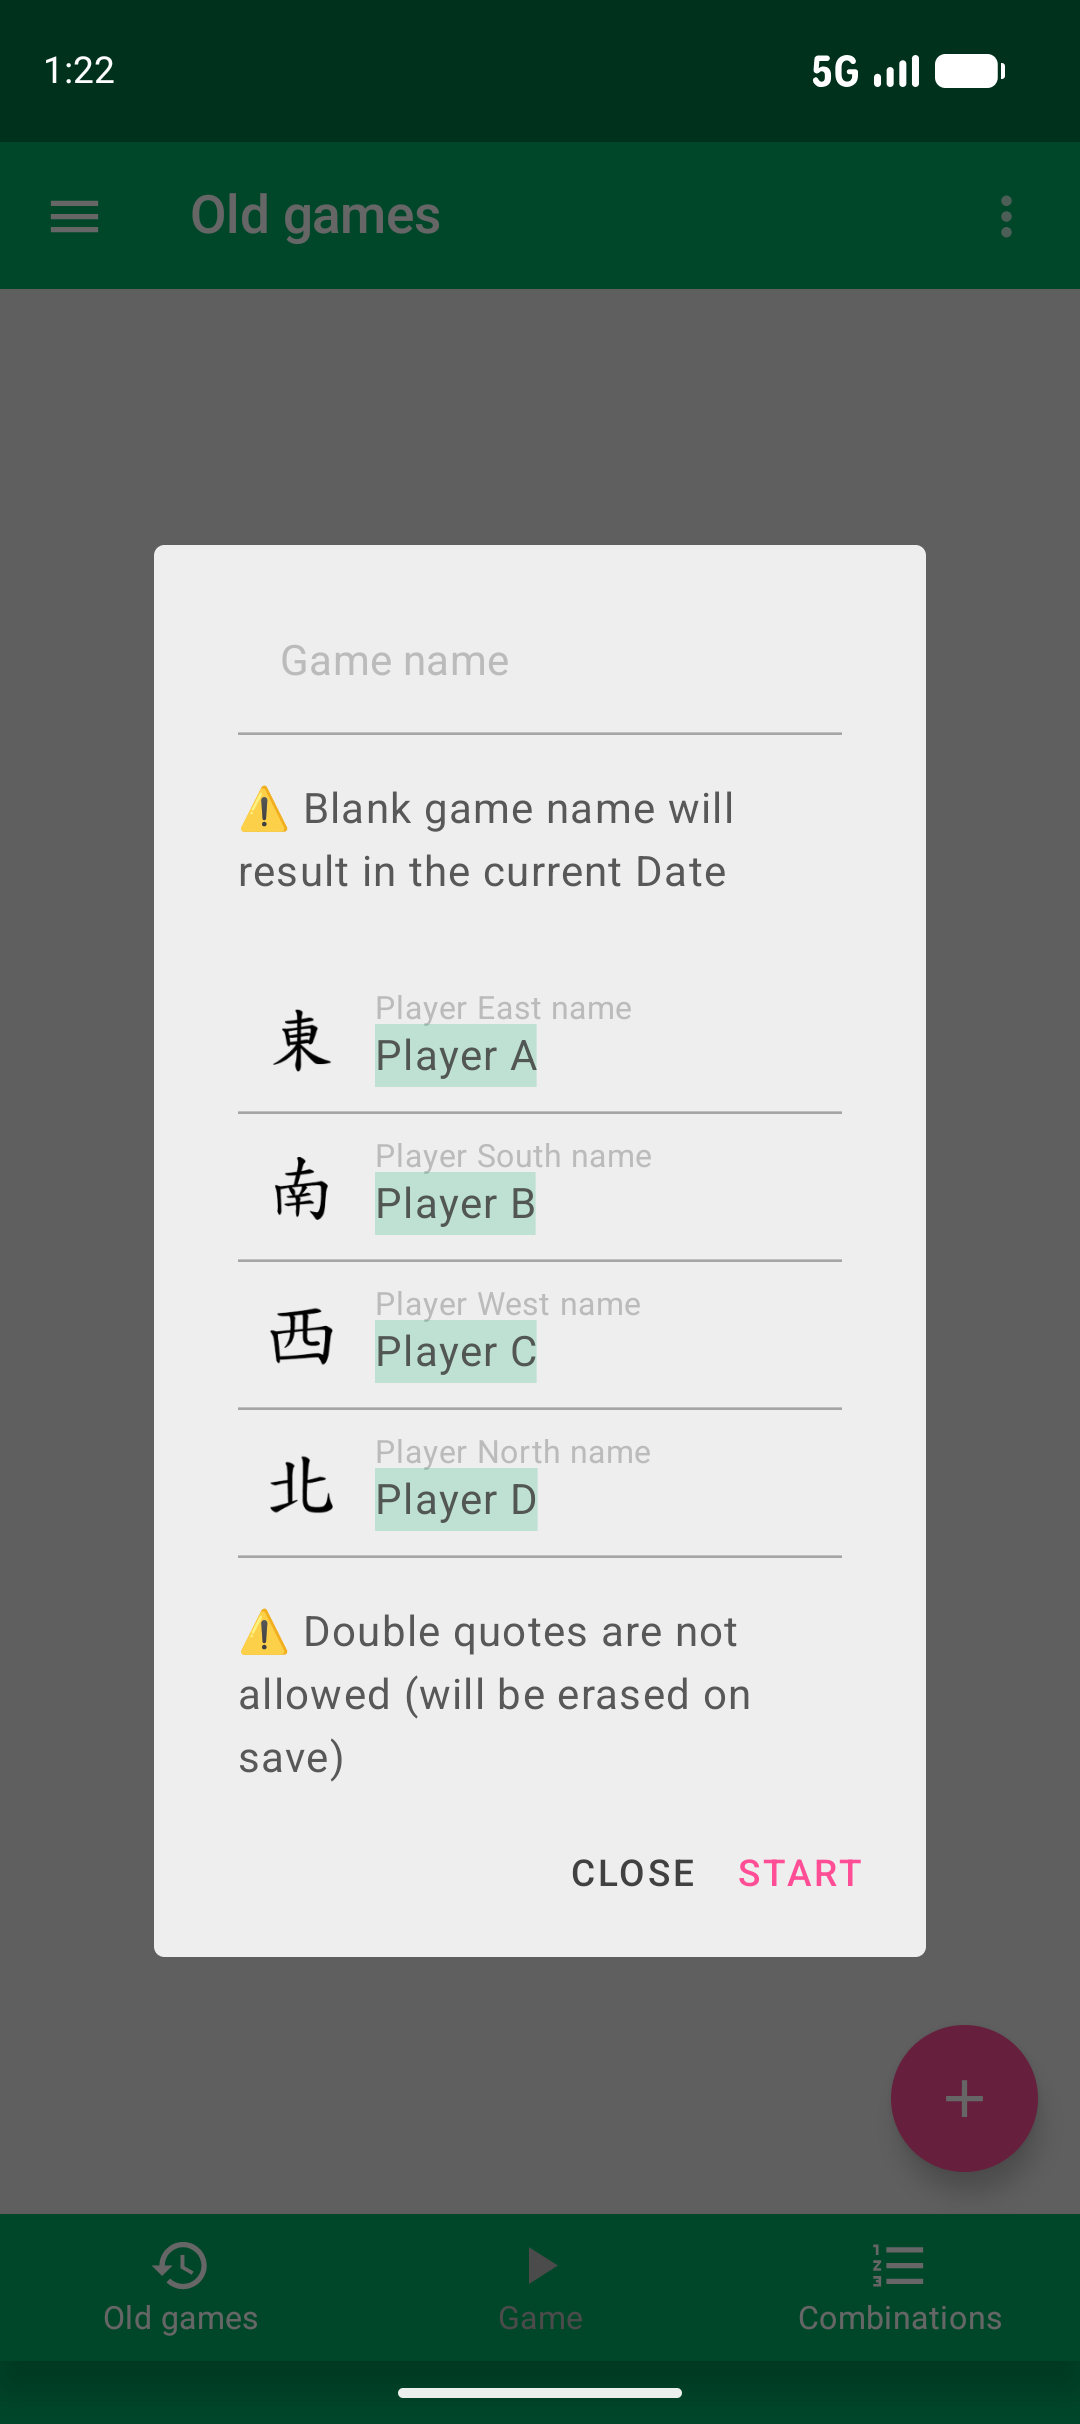 1:22
5G
Old games
Game name
⚠️ Blank game name will
result in the current Date
東
Player East name
Player A
南
Player South name
Player B
西
Player West name
Player C
北
Player North name
Player D
⚠️ Double quotes are not
allowed (will be erased on
save)
CLOSE START
Old games
Game
Combinations